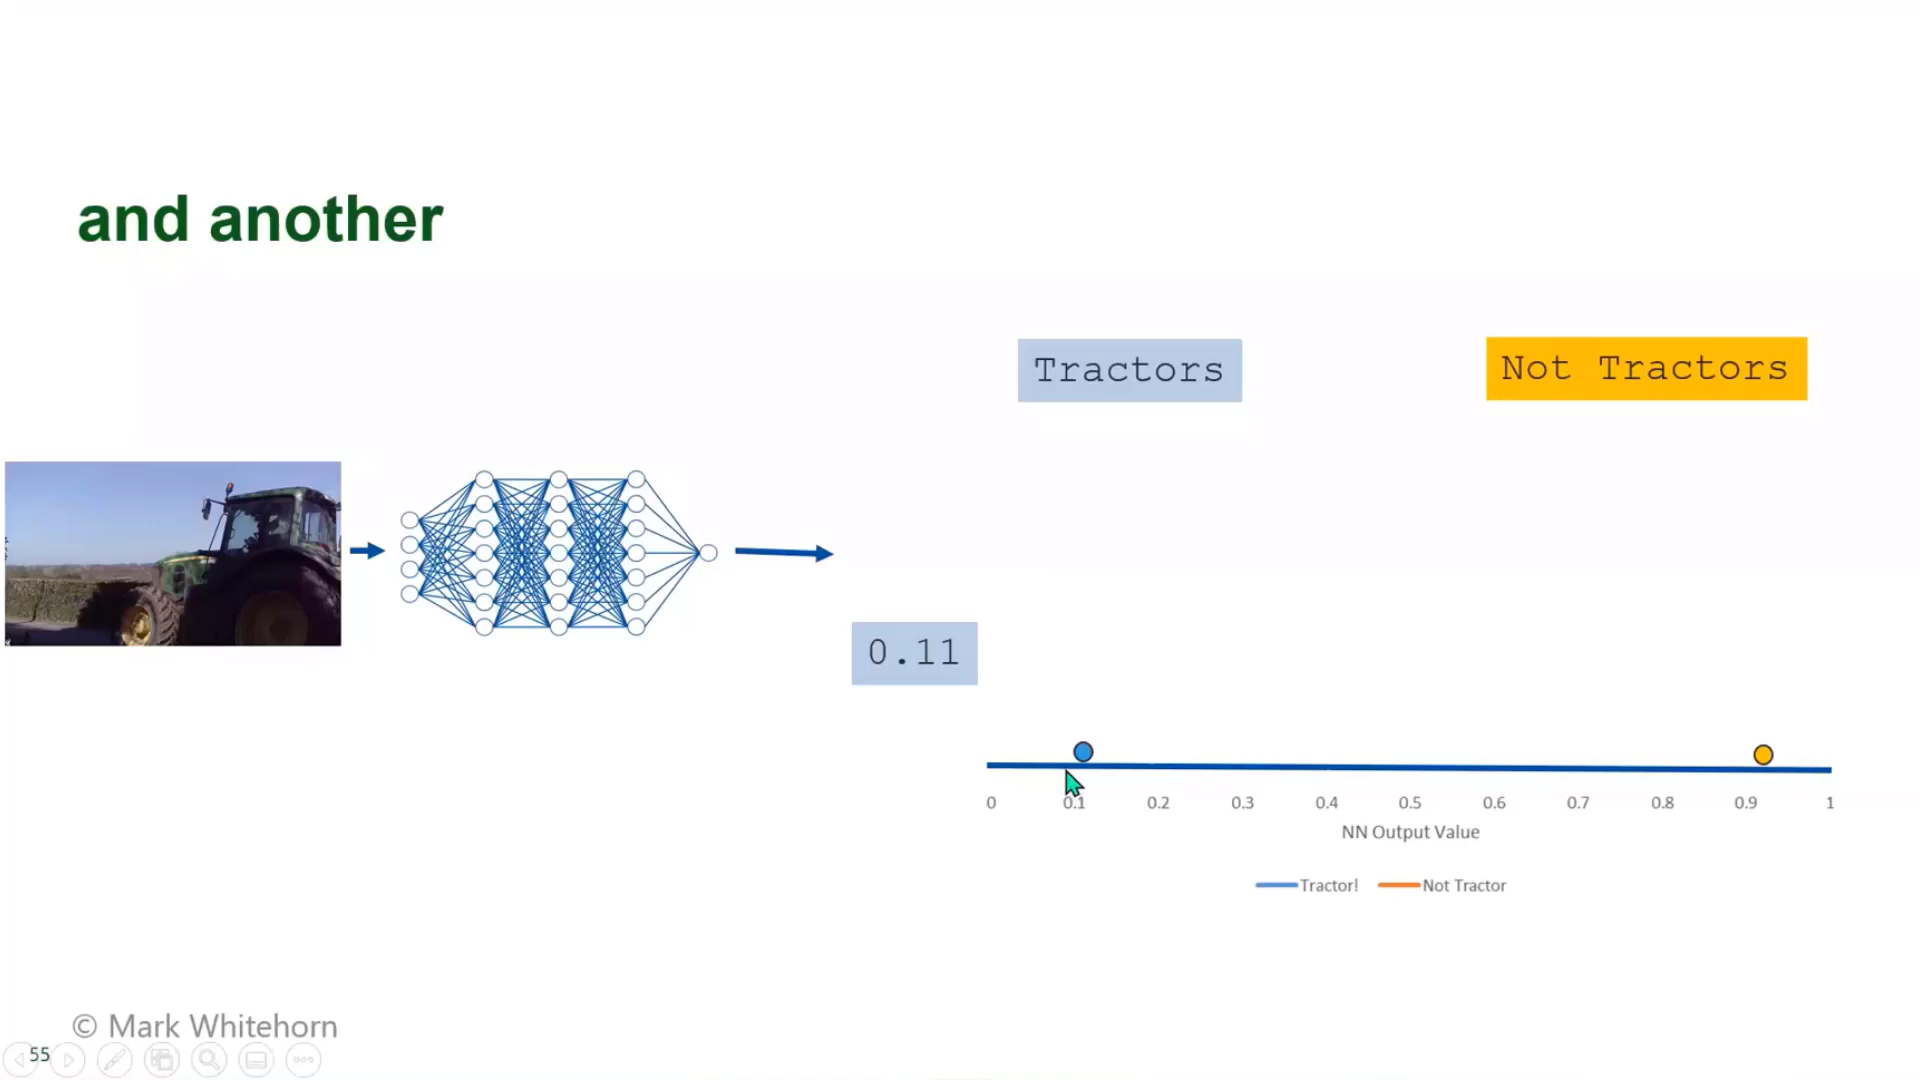 and another
Tractors
Not Tractors
0.11
0 0.1 0.2 0.3 0.4 0.5 0.6 0.7 0.8 0.9 1
NN Output Value
Tractor! Not Tractor
© Mark Whitehorn
55